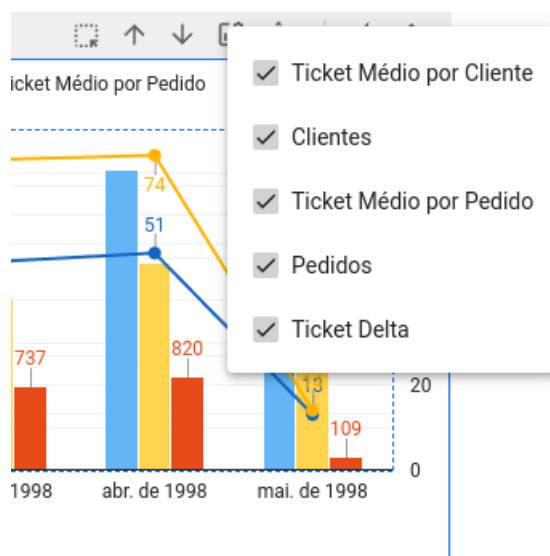 icket Médio por Pedido
Ticket Médio por Cliente
Clientes
Ticket Médio por Pedido
Pedidos
Ticket Delta
74
51
737
820
13
109
20
0
1998
abr. de 1998
mai. de 1998